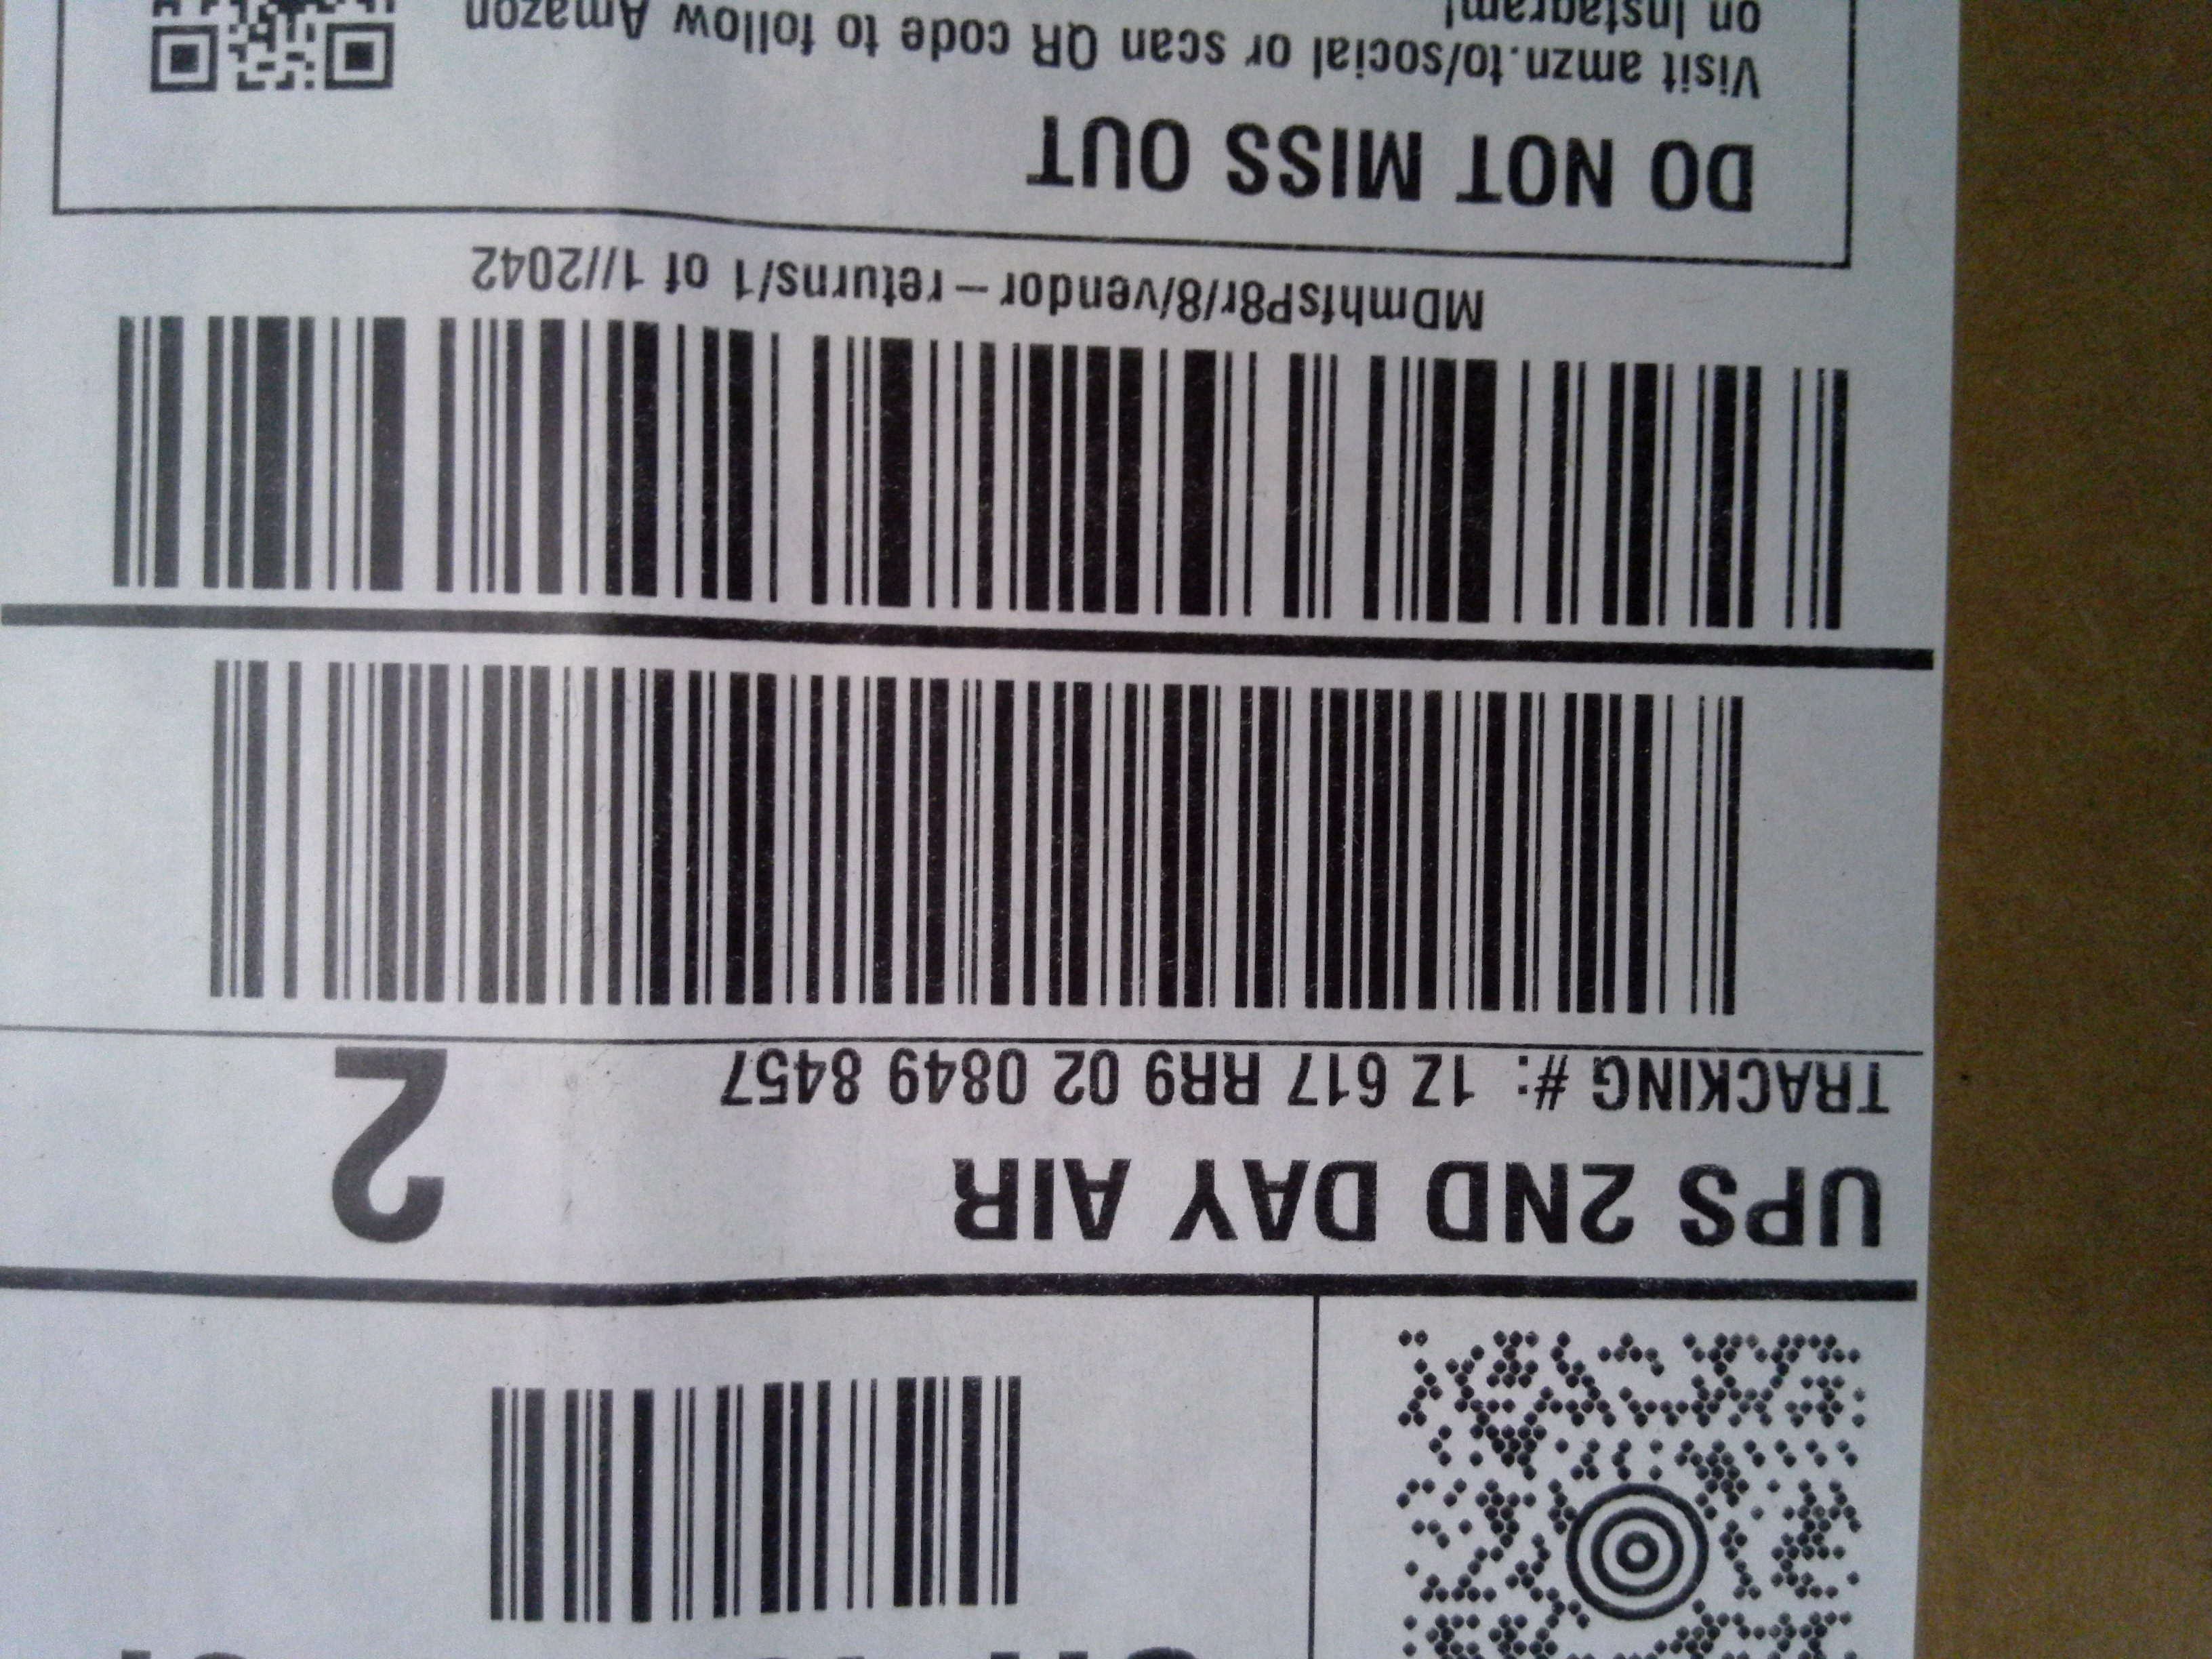 UPS 2ND DAY AIR
2
TRACKING #: 1Z 617 RR9 02 0849 8457
MDmhfsP8r/8/vendor-returns/1 of 1//2042
DO NOT MISS OUT
Visit amzn.to/social or scan QR code to follow Amazon
on Instagram!